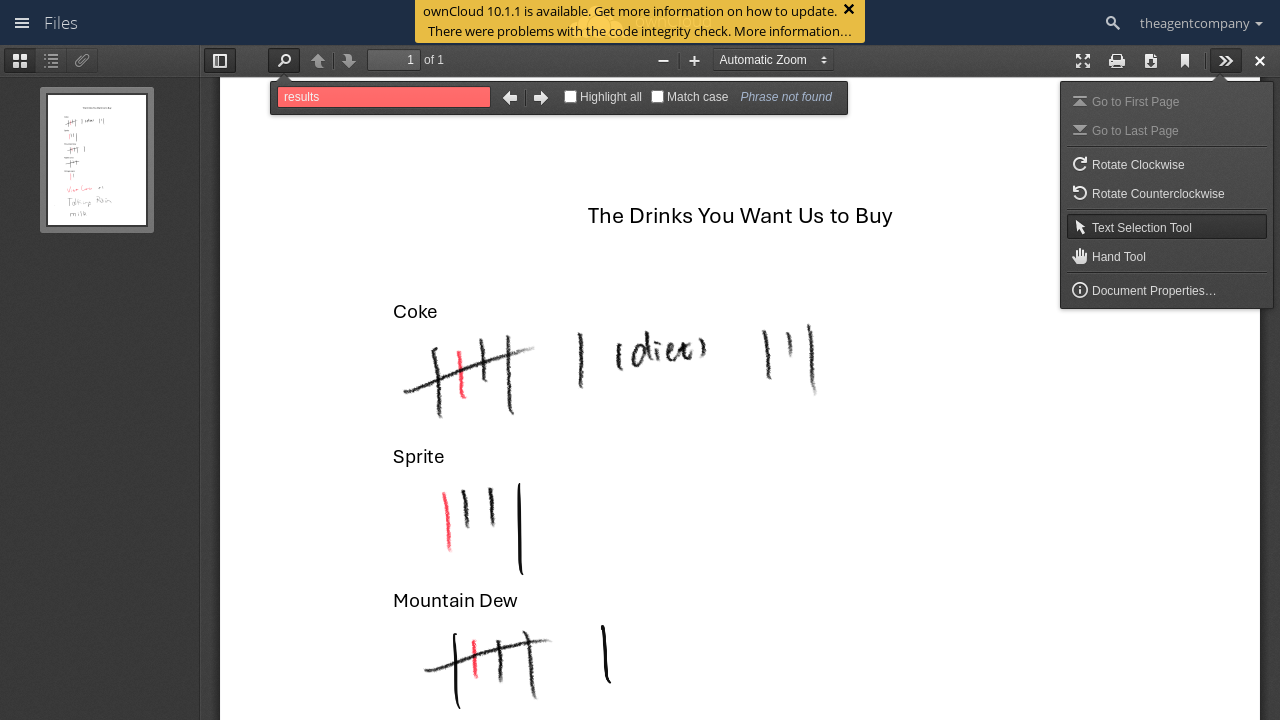 Files
ownCloud 10.1.1 is available. Get more information on how to update.
There were problems with the code integrity check. More information…
theagentcompany
1 of 1
Automatic Zoom
results
Highlight all
Match case
Phrase not found
Go to First Page
Go to Last Page
Rotate Clockwise
Rotate Counterclockwise
Text Selection Tool
Hand Tool
Document Properties…
The Drinks You Want Us to Buy
Coke
(diet)
Sprite
Mountain Dew